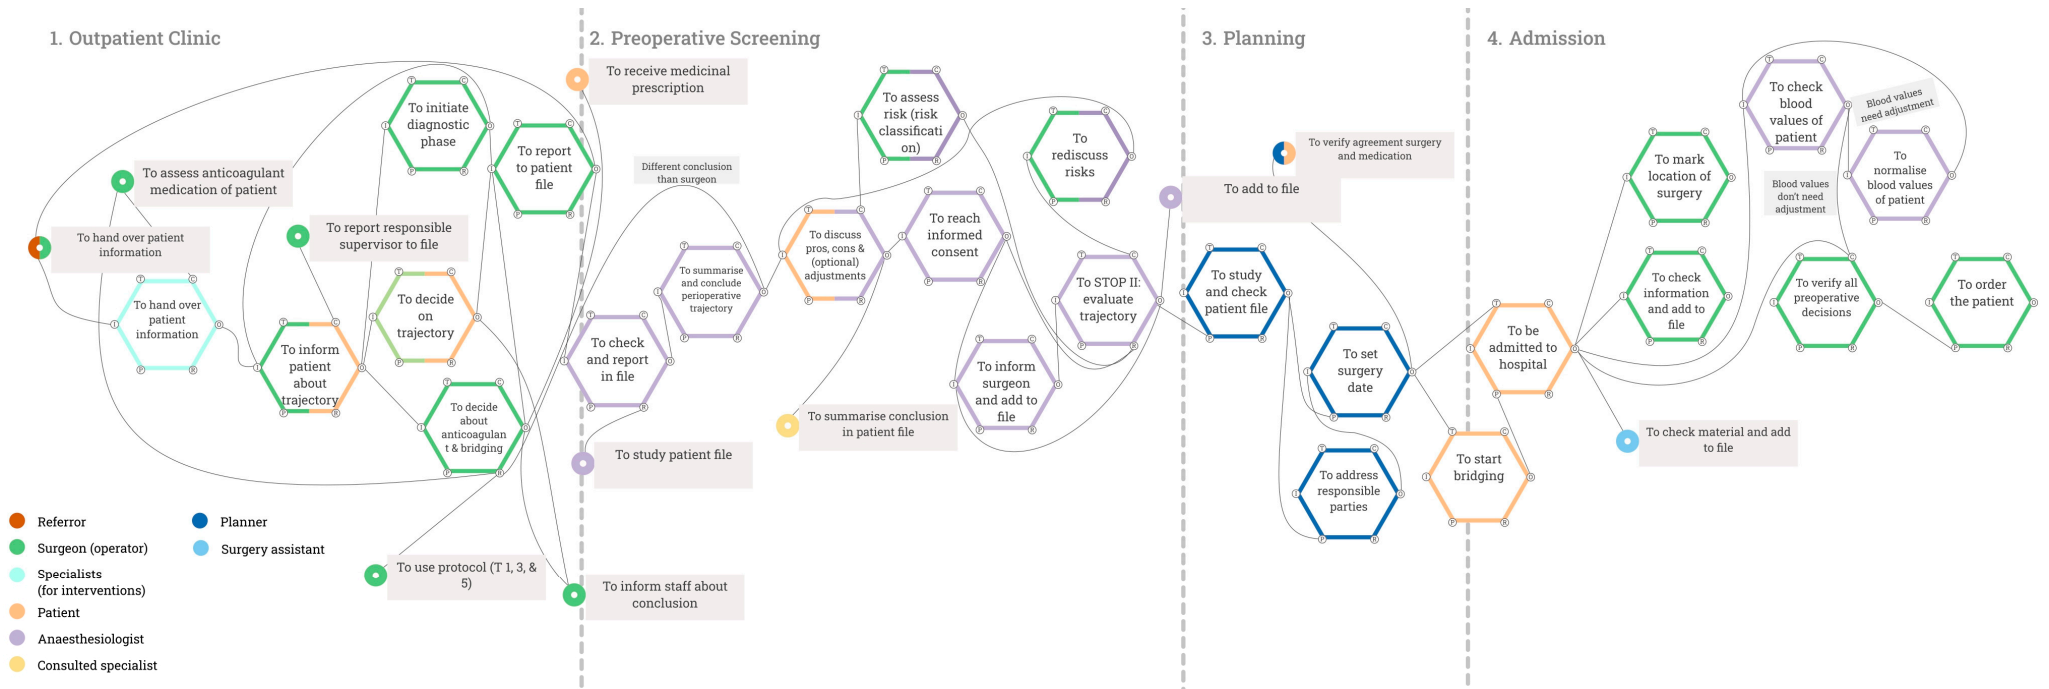 1. Outpatient Clinic
To initiate
diagnostic
phase
To report
to patient
file
To assess anticoagulant
medication of patient
To report responsible
supervisor to file
To hand over patient
information
To hand over
patient
information
To inform
patient
about
trajectory
To decide
on
trajectory
To decide
about
anticoagulan
t & bridging
To use protocol (T 1, 3, &
5)
2. Preoperative Screening
To receive medicinal
prescription
Different conclusion
than surgeon
To assess
risk (risk
classificati
on)
To
rediscuss
risks
To discuss
pros, cons &
(optional)
adjustments
To reach
informed
consent
To summarise
and conclude
perioperative
trajectory
To STOP II:
evaluate
trajectory
To check
and report
in file
To inform
surgeon
and add to
file
To summarise conclusion
in patient file
To study patient file
To inform staff about
conclusion
3. Planning
To verify agreement surgery
and medication
To add to file
To study
and check
patient file
To set
surgery
date
To address
responsible
parties
4. Admission
To check
blood
values of
patient
Blood values
need adjustment
To
normalise
blood values
of patient
Blood values
don't need
adjustment
To mark
location of
surgery
To check
information
and add to
file
To verify all
preoperative
decisions
To order
the patient
To be
admitted to
hospital
To start
bridging
To check material and add
to file
Referror
Surgeon (operator)
Specialists
(for interventions)
Patient
Anaesthesiologist
Consulted specialist
Planner
Surgery assistant